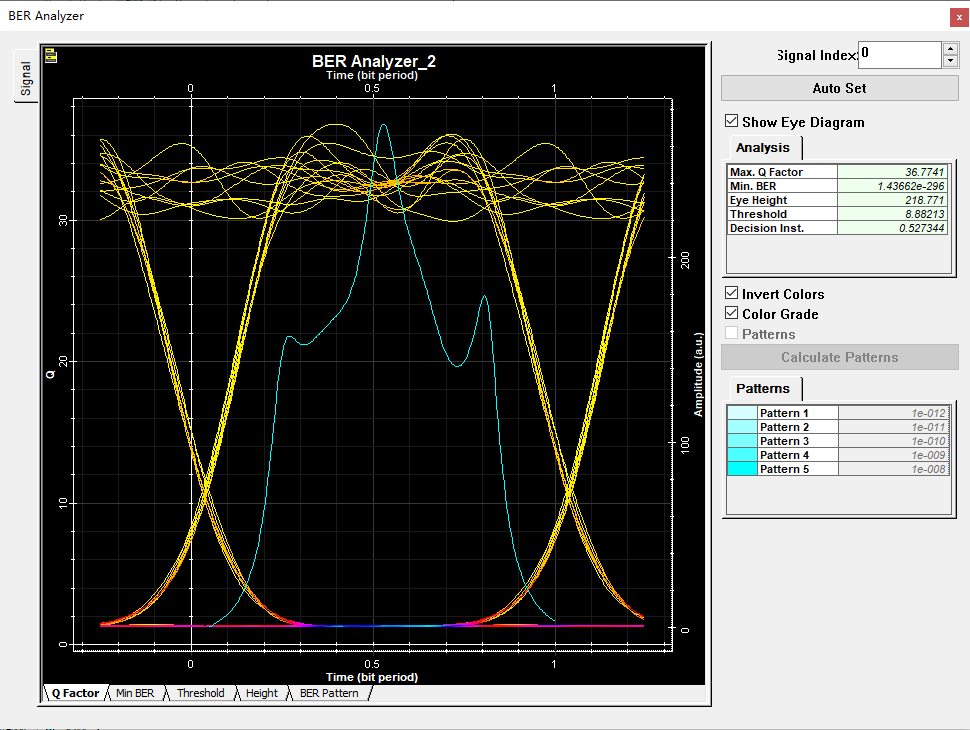 BER Analyzer
x
Signal
BER Analyzer_2
Time (bit period)
0 0.5 1
Q
0
10
20
30
Amplitude (a.u.)
0
100
200
0 0.5 1
Time (bit period)
Q Factor Min BER Threshold Height BER Pattern
Signal Index: 0
Auto Set
Show Eye Diagram
Analysis
Max. Q Factor 36.7741
Min. BER 1.43662e-296
Eye Height 218.771
Threshold 8.88213
Decision Inst. 0.527344
Invert Colors
Color Grade
Patterns
Calculate Patterns
Patterns
Pattern 1 1e-012
Pattern 2 1e-011
Pattern 3 1e-010
Pattern 4 1e-009
Pattern 5 1e-008